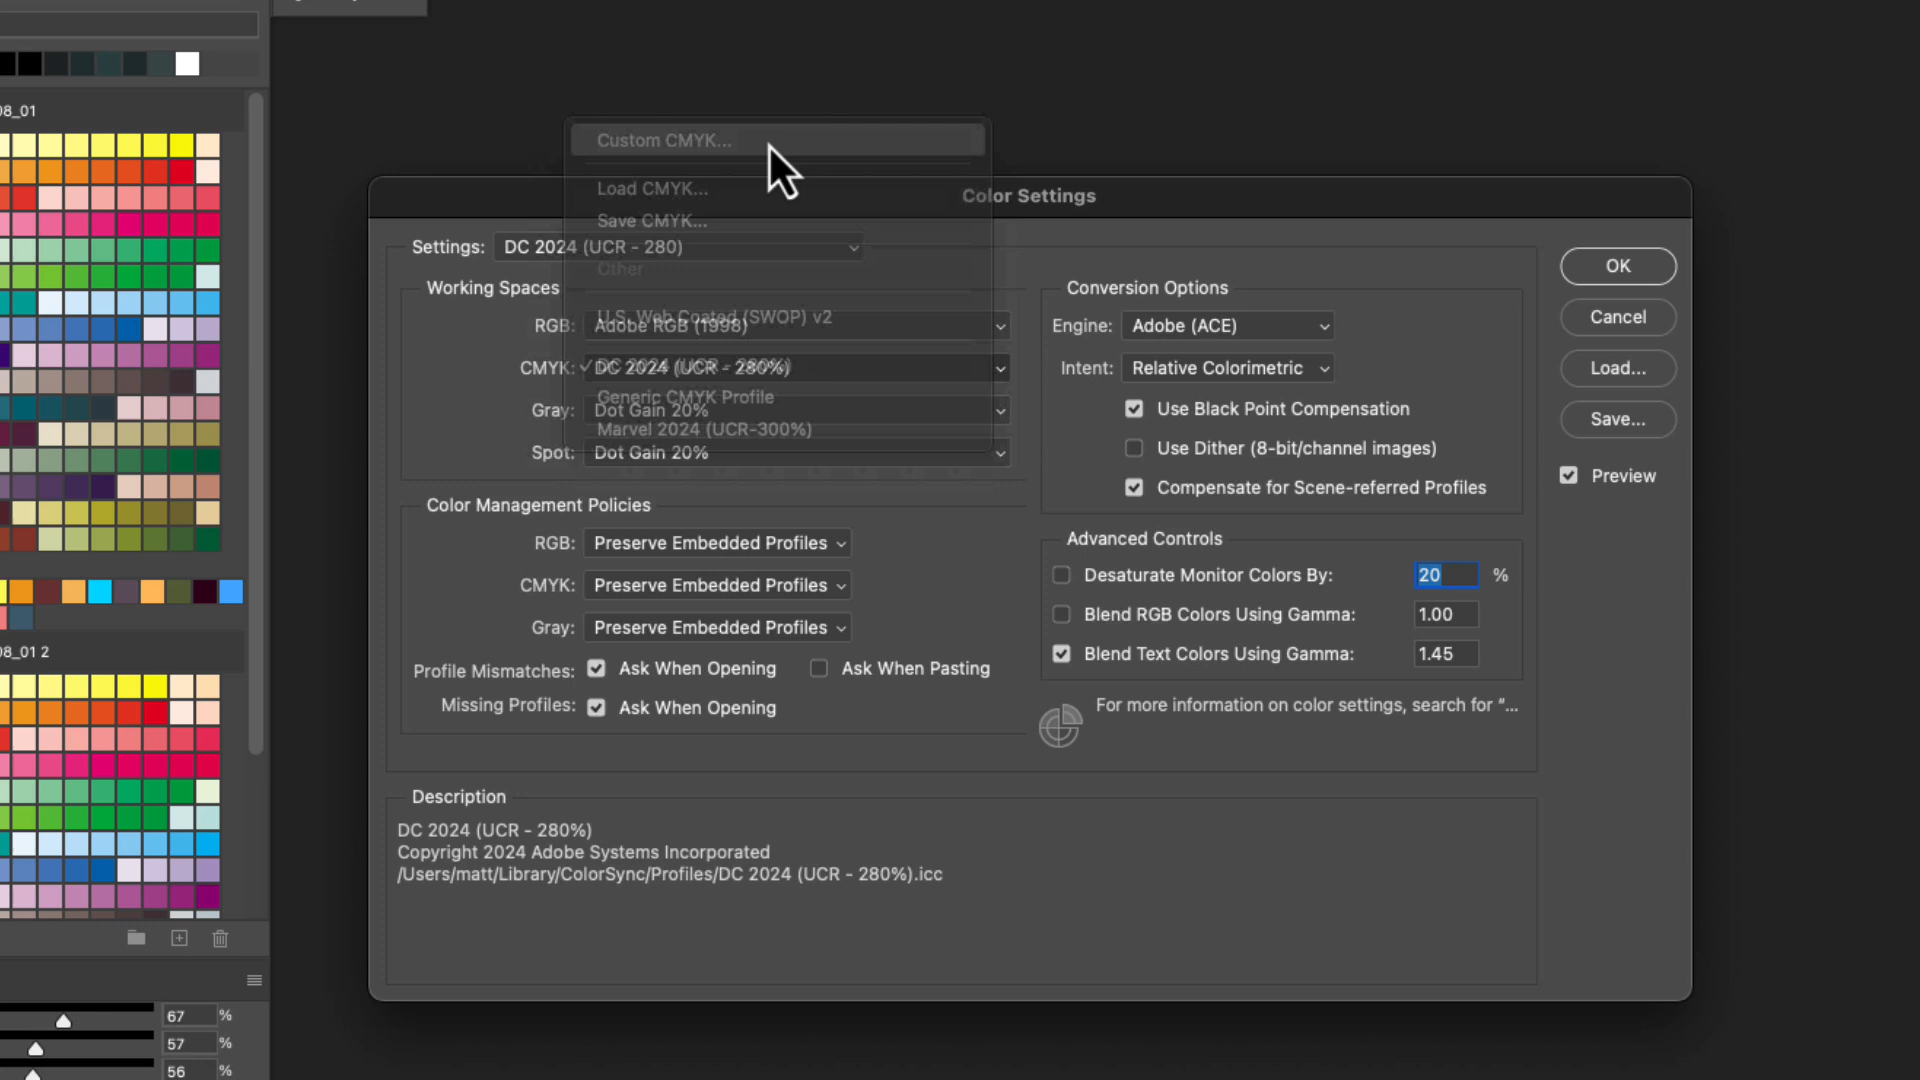 08_01
Custom CMYK...
Load CMYK...
Save CMYK...
Other
U.S. Web Coated (SWOP) v2
DC 2024 (UCR - 280%)
Generic CMYK Profile
Marvel 2024 (UCR-300%)
Color Settings
Settings: DC 2024 (UCR - 280)
Working Spaces
RGB: Adobe RGB (1998)
CMYK: DC 2024 (UCR - 280%)
Gray: Dot Gain 20%
Spot: Dot Gain 20%
Color Management Policies
RGB: Preserve Embedded Profiles
CMYK: Preserve Embedded Profiles
Gray: Preserve Embedded Profiles
Profile Mismatches: Ask When Opening Ask When Pasting
Missing Profiles: Ask When Opening
Conversion Options
Engine: Adobe (ACE)
Intent: Relative Colorimetric
Use Black Point Compensation
Use Dither (8-bit/channel images)
Compensate for Scene-referred Profiles
Advanced Controls
Desaturate Monitor Colors By: 20 %
Blend RGB Colors Using Gamma: 1.00
Blend Text Colors Using Gamma: 1.45
For more information on color settings, search for “...
OK
Cancel
Load...
Save...
Preview
Description
DC 2024 (UCR - 280%)
Copyright 2024 Adobe Systems Incorporated
/Users/matt/Library/ColorSync/Profiles/DC 2024 (UCR - 280%).icc
08_01 2
67 %
57 %
56 %